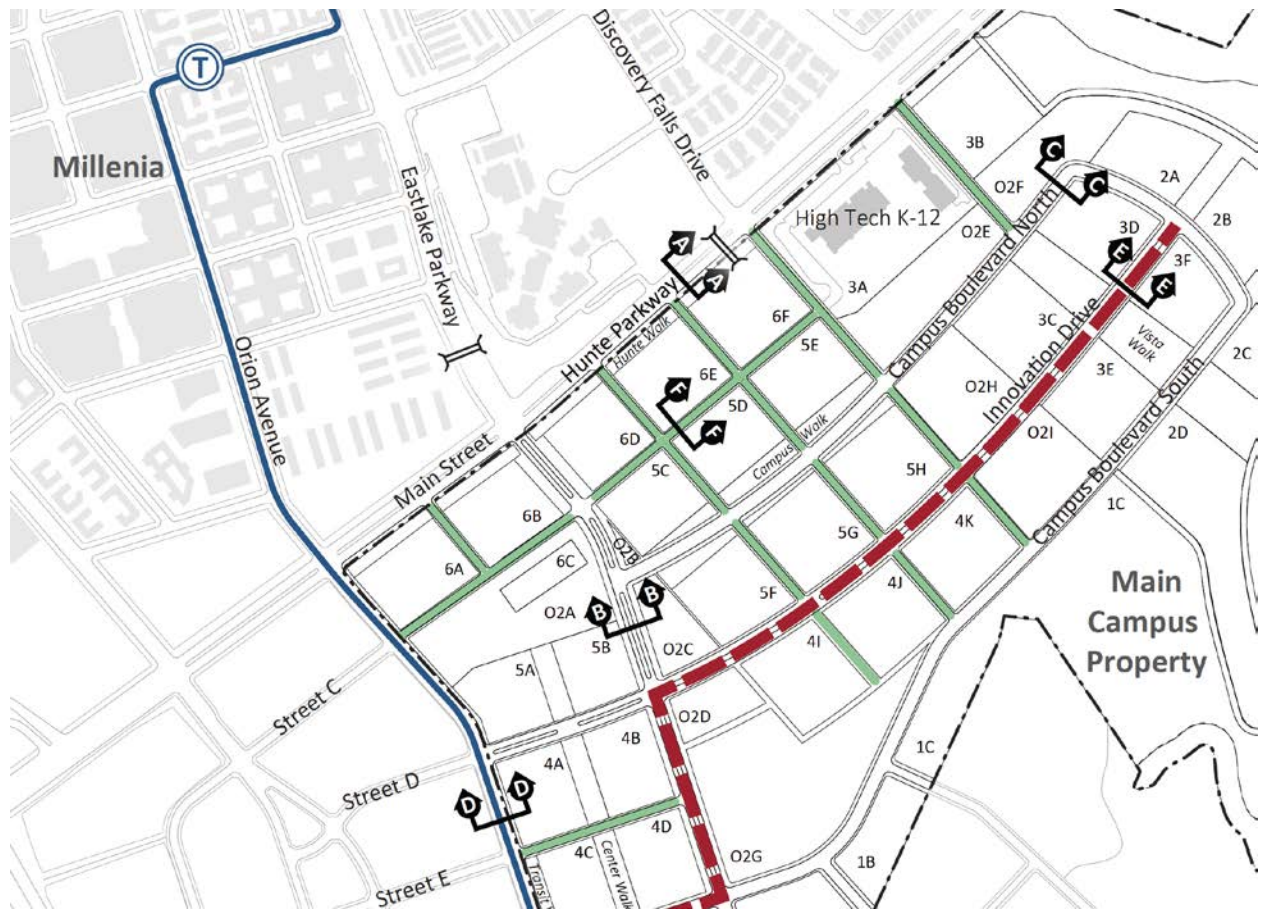 T
Millenia
Discovery Falls Drive
Eastlake Parkway
Orion Avenue
High Tech K-12
3B
O2F
O2E
C
C
2A
2B
3D
E
E
3F
A
A
3A
6F
5E
Hunte Parkway
Hunte Walk
Campus Boulevard North
3C
Innovation Drive
Vista
Walk
2C
3E
6E
F
F
5D
O2H
6D
5C
Campus Walk
O2I
2D
Main Street
5H
Campus Boulevard South
1C
6B
4K
5G
6A
6C
O2B
O2A
B
B
5F
4J
Main
Campus
Property
5B
O2C
4I
5A
O2D
Street C
4B
4A
1C
Street D
D
D
4D
4C
O2G
1B
Transit
Center Walk
Street E